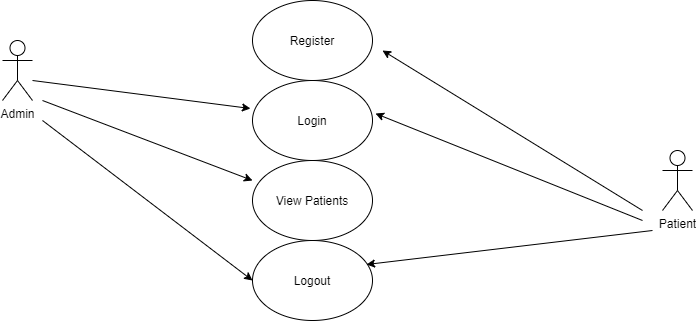 Register
Admin
Login
View Patients
Patient
Logout